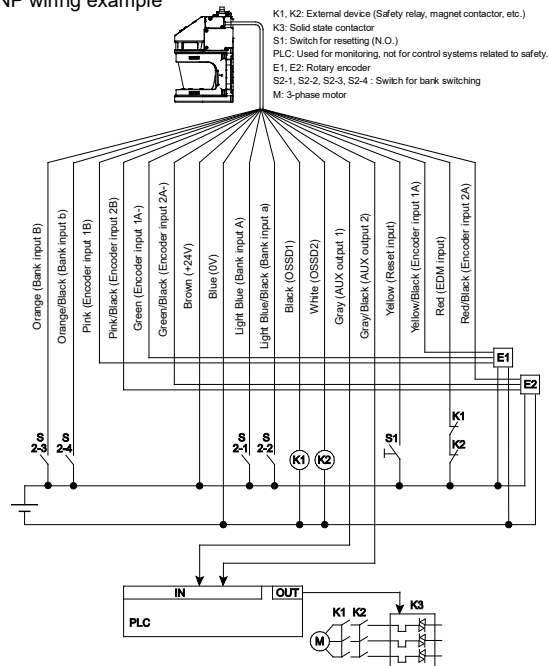 NP wiring example
K1, K2: External device (Safety relay, magnet contactor, etc.)
K3: Solid state contactor
S1: Switch for resetting (N.O.)
PLC: Used for monitoring, not for control systems related to safety.
E1, E2: Rotary encoder
S2-1, S2-2, S2-3, S2-4 : Switch for bank switching
M: 3-phase motor
Orange (Bank input B)
Orange/Black (Bank input b)
Pink (Encoder input 1B)
Pink/Black (Encoder input 2B)
Green (Encoder input 1A-)
Green/Black (Encoder input 2A-)
Brown (+24V)
Blue (0V)
Light Blue (Bank input A)
Light Blue/Black (Bank input a)
Black (OSSD1)
White (OSSD2)
Gray (AUX output 1)
Gray/Black (AUX output 2)
Yellow (Reset input)
Yellow/Black (Encoder input 1A)
Red (EDM input)
Red/Black (Encoder input 2A)
E1
E2
S
2-3
S
2-4
S
2-1
S
2-2
K1
K2
S1
K1
K2
IN
OUT
PLC
K1
K2
K3
M